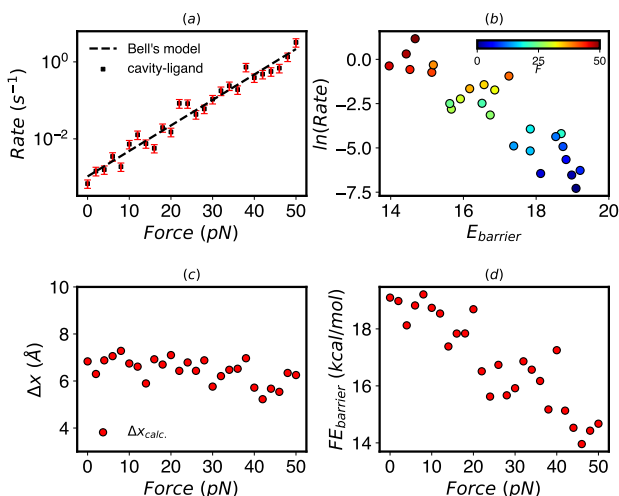 (a)
Rate (s⁻¹)
10⁰
10⁻²
Bell's model
cavity-ligand
0 10 20 30 40 50
Force (pN)
(b)
ln(Rate)
0.0
−2.5
−5.0
−7.5
0 25 50
F
14 16 18 20
E_barrier
(c)
Δx (Å)
10
8
6
4
Δx_calc.
0 10 20 30 40 50
Force (pN)
(d)
FE_barrier (kcal/mol)
18
16
14
0 10 20 30 40 50
Force (pN)